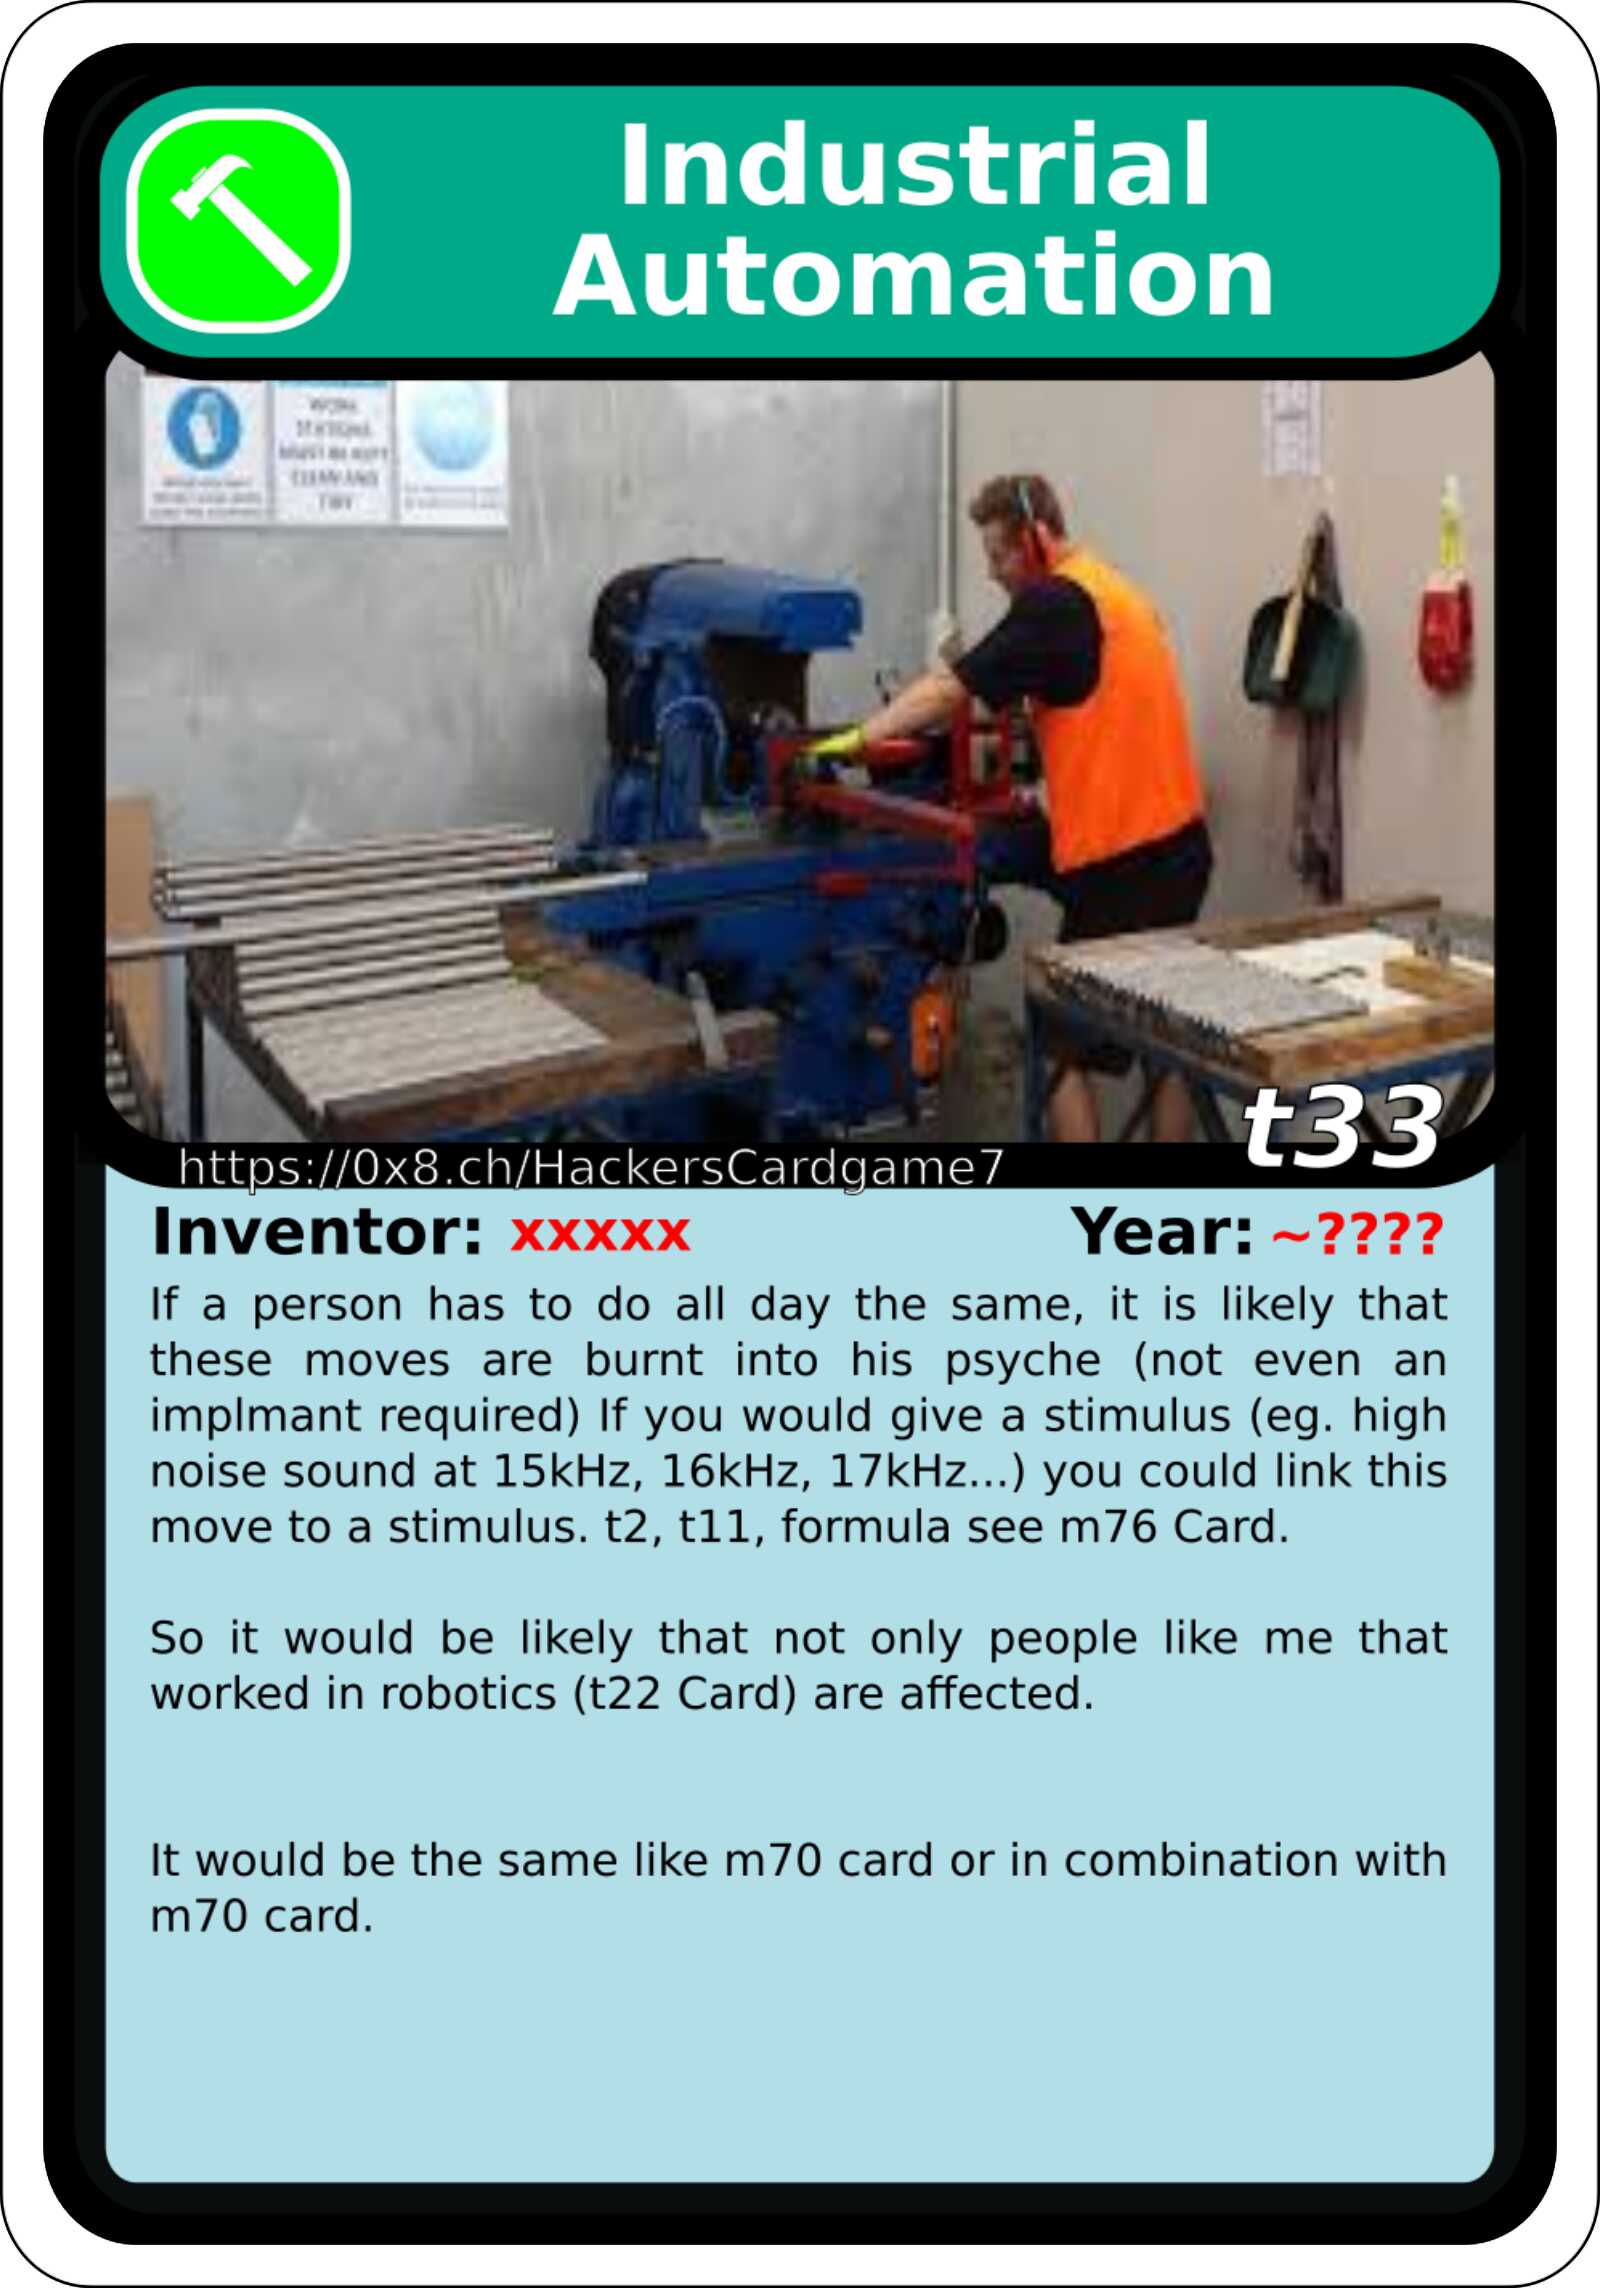 Industrial
Automation
WORK
STATIONS
MUST BE KEPT
CLEAN AND
TIDY
t33
https://0x8.ch/HackersCardgame7
Inventor: xxxxx Year: ~????
If a person has to do all day the same, it is likely that
these moves are burnt into his psyche (not even an
implmant required) If you would give a stimulus (eg. high
noise sound at 15kHz, 16kHz, 17kHz...) you could link this
move to a stimulus. t2, t11, formula see m76 Card.
So it would be likely that not only people like me that
worked in robotics (t22 Card) are affected.
It would be the same like m70 card or in combination with
m70 card.